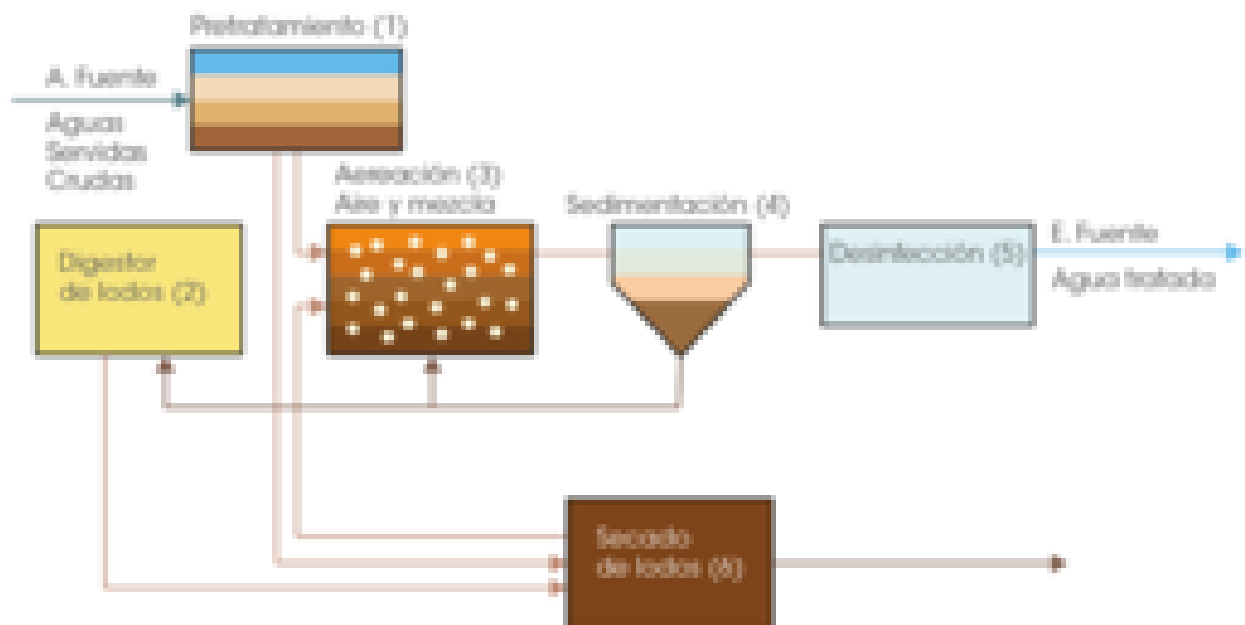 Pretratamiento (1)
A. Fuente
Aguas
Servidas
Crudas
Aereación (3)
Aire y mezcla
Sedimentación (4)
Digestor
de lodos (2)
Desinfección (5)
E. Fuente
Agua tratada
Secado
de lodos (6)